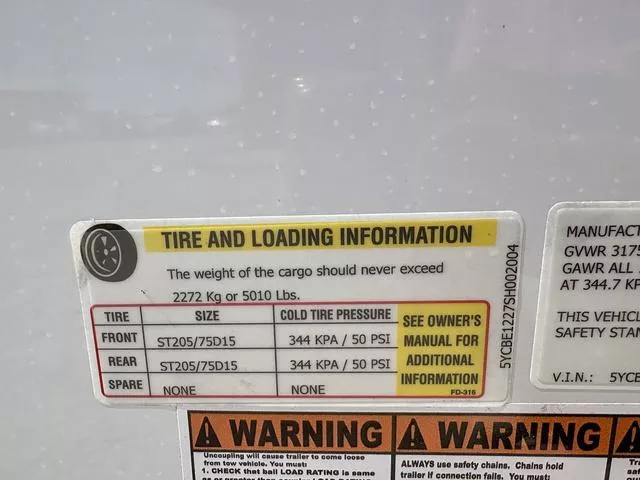 TIRE AND LOADING INFORMATION
The weight of the cargo should never exceed
2272 Kg or 5010 Lbs.
TIRE SIZE COLD TIRE PRESSURE SEE OWNER'S MANUAL FOR ADDITIONAL INFORMATION
FRONT ST205/75D15 344 KPA / 50 PSI
REAR ST205/75D15 344 KPA / 50 PSI
SPARE NONE NONE
FD-316
5YCBE1227SH002004
MANUFACT
GVWR 3175
GAWR ALL
AT 344.7 KP
THIS VEHICL
SAFETY STAN
V.I.N.: 5YCB
WARNING
Uncoupling will cause trailer to come loose
from tow vehicle. You must:
1. CHECK that ball LOAD RATING is same
WARNING
ALWAYS use safety chains. Chains hold
trailer if connection fails. You must: